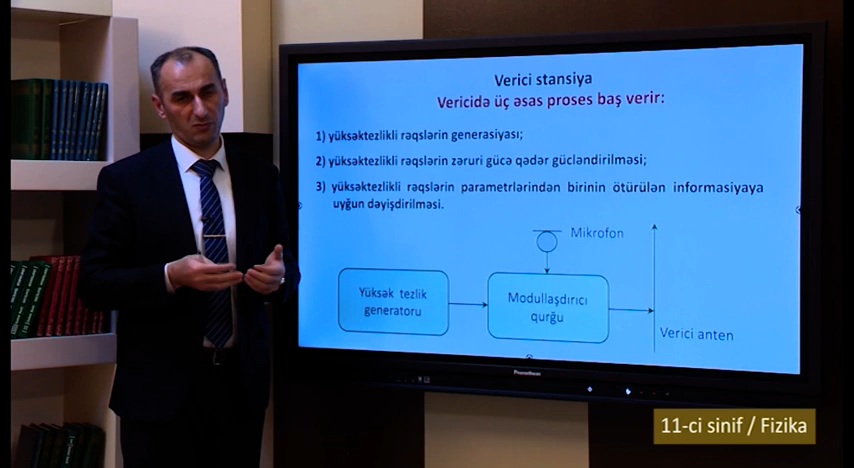 Verici stansiya
Vericidə üç əsas proses baş verir:
1) yüksəktezlikli rəqslərin generasiyası;
2) yüksəktezlikli rəqslərin zəruri gücə qədər gücləndirilməsi;
3) yüksəktezlikli rəqslərin parametrlərindən birinin ötürülən informasiyaya
uyğun dəyişdirilməsi.
Mikrofon
Yüksək tezlik
generatoru
Modullaşdırıcı
qurğu
Verici anten
Promethean
11-ci sinif / Fizika